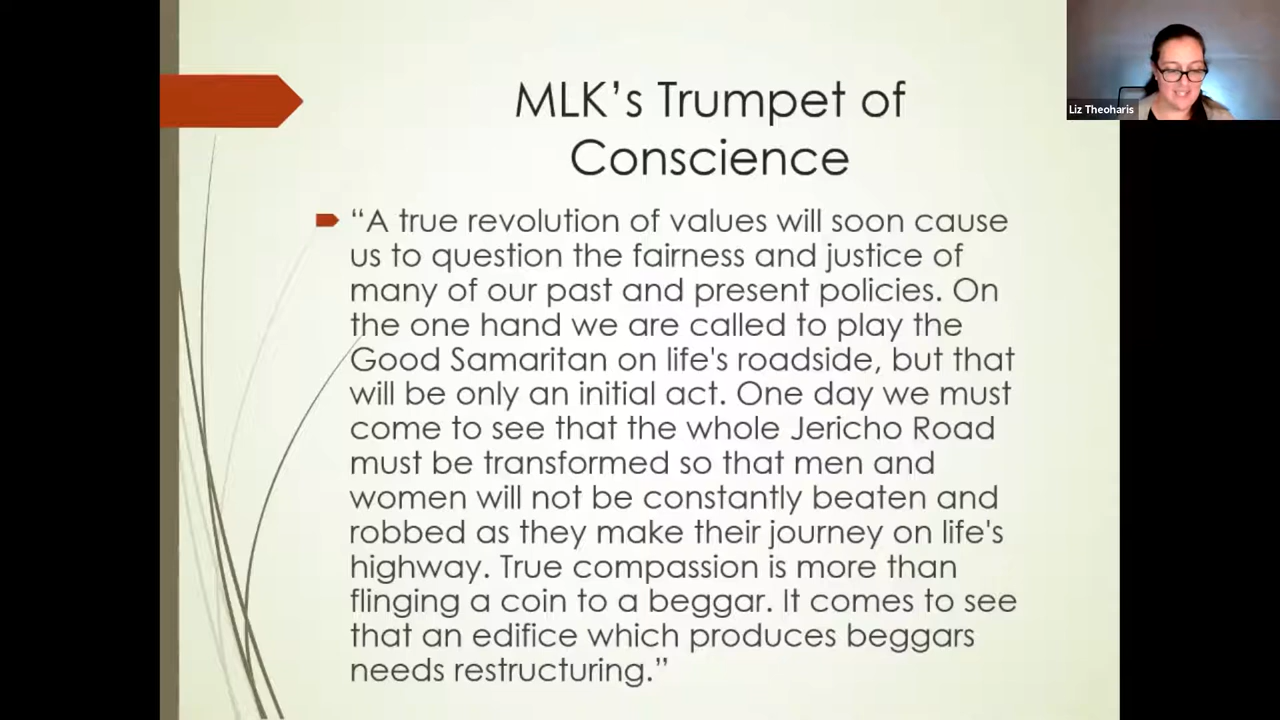 MLK’s Trumpet of
Conscience
“A true revolution of values will soon cause
us to question the fairness and justice of
many of our past and present policies. On
the one hand we are called to play the
Good Samaritan on life's roadside, but that
will be only an initial act. One day we must
come to see that the whole Jericho Road
must be transformed so that men and
women will not be constantly beaten and
robbed as they make their journey on life's
highway. True compassion is more than
flinging a coin to a beggar. It comes to see
that an edifice which produces beggars
needs restructuring.”
Liz Theoharis